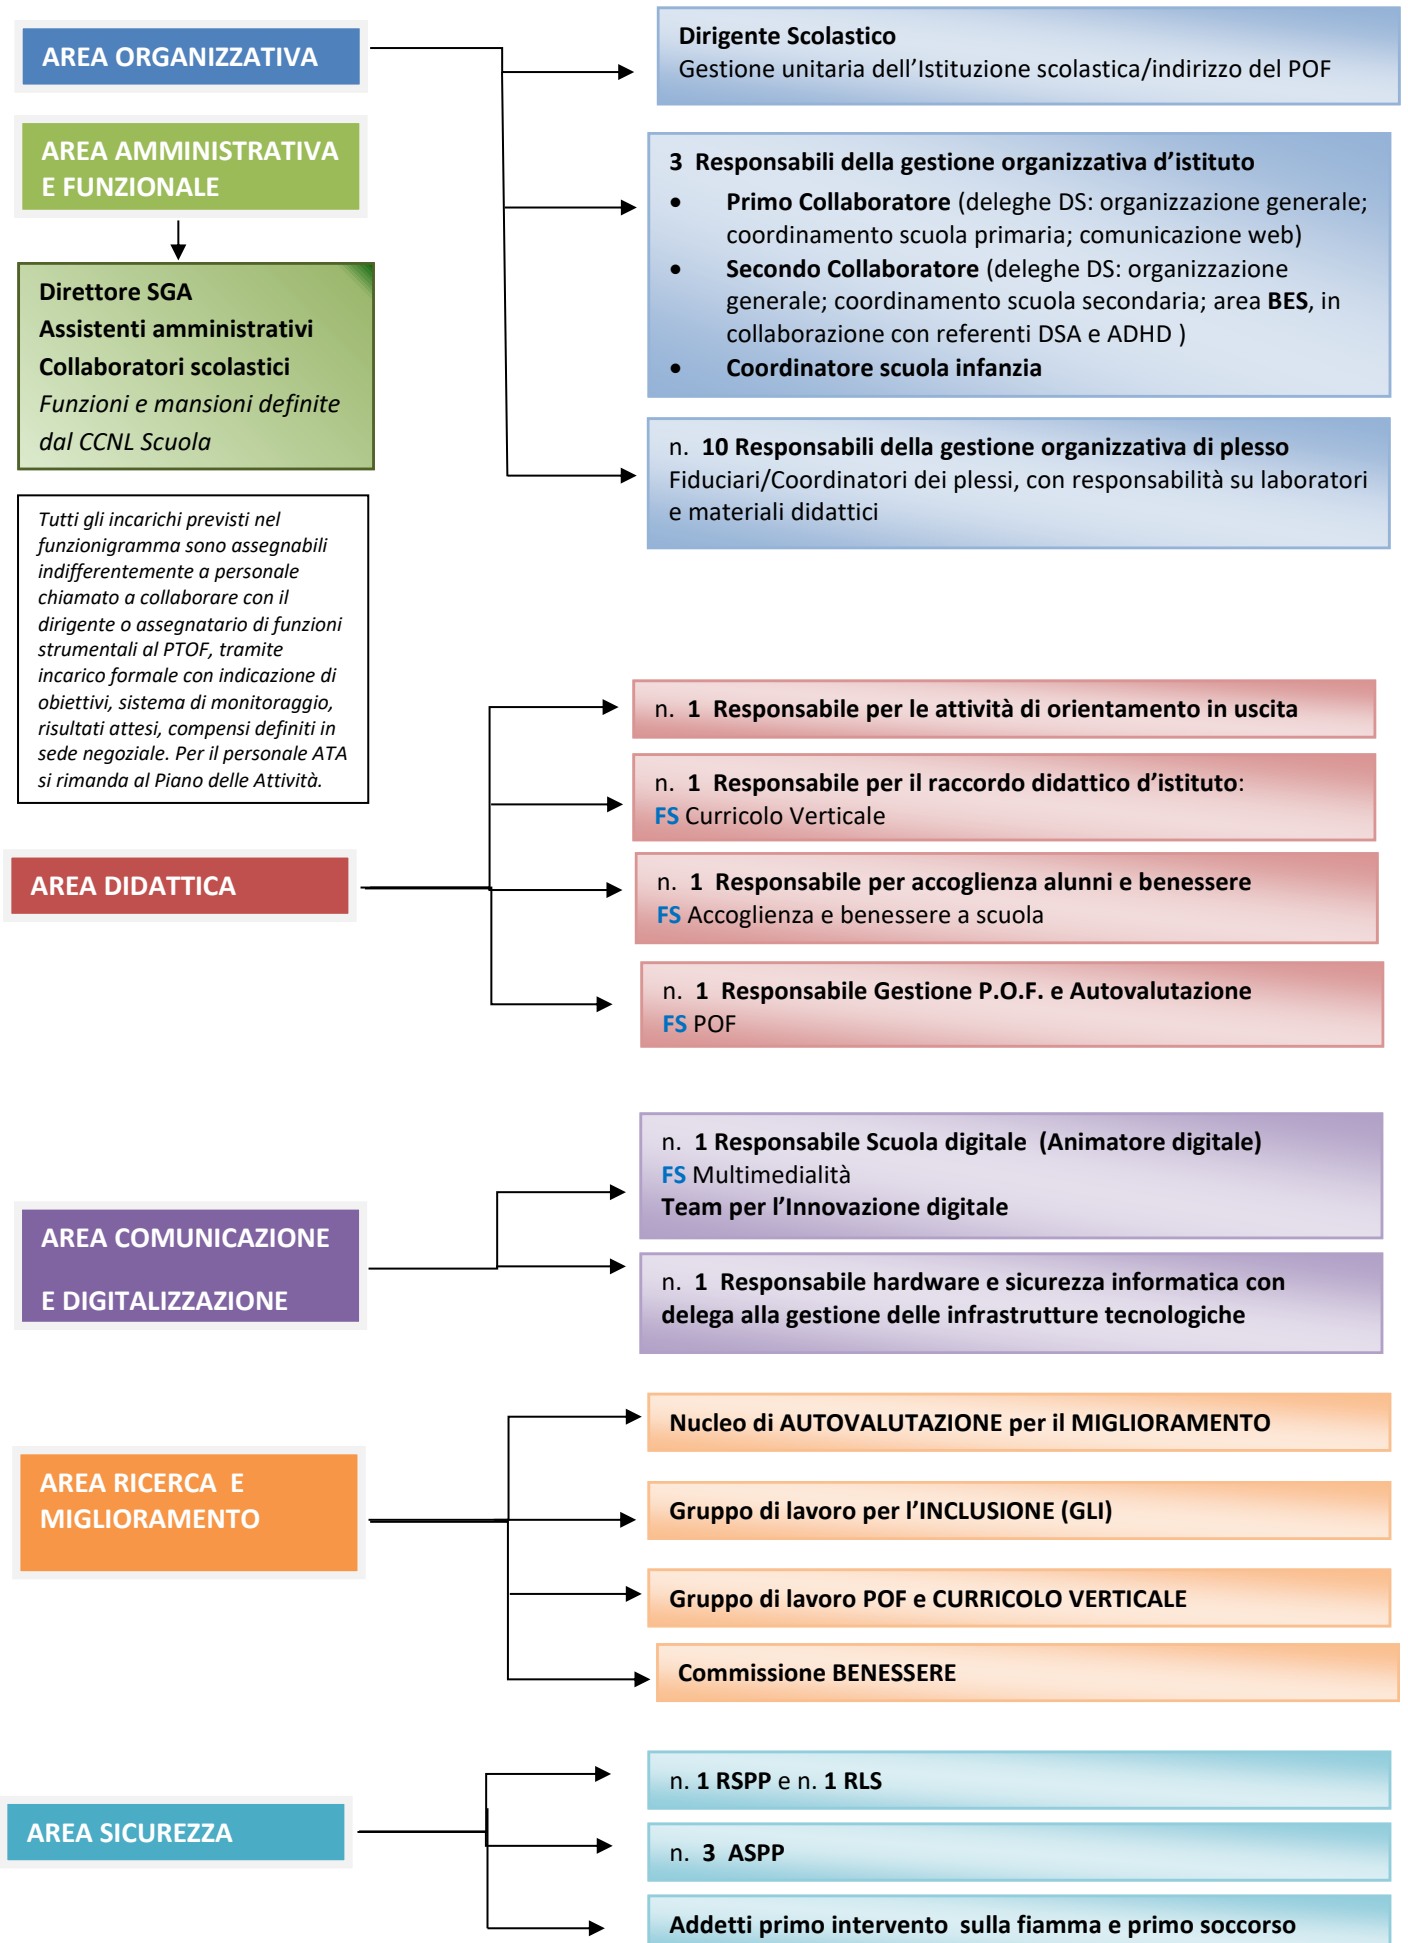 AREA ORGANIZZATIVA
Dirigente Scolastico
Gestione unitaria dell’Istituzione scolastica/indirizzo del POF
AREA AMMINISTRATIVA
E FUNZIONALE
Direttore SGA
Assistenti amministrativi
Collaboratori scolastici
Funzioni e mansioni definite
dal CCNL Scuola
3 Responsabili della gestione organizzativa d’istituto
• Primo Collaboratore (deleghe DS: organizzazione generale;
coordinamento scuola primaria; comunicazione web)
• Secondo Collaboratore (deleghe DS: organizzazione
generale; coordinamento scuola secondaria; area BES, in
collaborazione con referenti DSA e ADHD )
• Coordinatore scuola infanzia
n. 10 Responsabili della gestione organizzativa di plesso
Fiduciari/Coordinatori dei plessi, con responsabilità su laboratori
e materiali didattici
Tutti gli incarichi previsti nel
funzionigramma sono assegnabili
indifferentemente a personale
chiamato a collaborare con il
dirigente o assegnatario di funzioni
strumentali al PTOF, tramite
incarico formale con indicazione di
obiettivi, sistema di monitoraggio,
risultati attesi, compensi definiti in
sede negoziale. Per il personale ATA
si rimanda al Piano delle Attività.
AREA DIDATTICA
n. 1 Responsabile per le attività di orientamento in uscita
n. 1 Responsabile per il raccordo didattico d’istituto:
FS Curricolo Verticale
n. 1 Responsabile per accoglienza alunni e benessere
FS Accoglienza e benessere a scuola
n. 1 Responsabile Gestione P.O.F. e Autovalutazione
FS POF
AREA COMUNICAZIONE
E DIGITALIZZAZIONE
n. 1 Responsabile Scuola digitale (Animatore digitale)
FS Multimedialità
Team per l’Innovazione digitale
n. 1 Responsabile hardware e sicurezza informatica con
delega alla gestione delle infrastrutture tecnologiche
AREA RICERCA E
MIGLIORAMENTO
Nucleo di AUTOVALUTAZIONE per il MIGLIORAMENTO
Gruppo di lavoro per l’INCLUSIONE (GLI)
Gruppo di lavoro POF e CURRICOLO VERTICALE
Commissione BENESSERE
AREA SICUREZZA
n. 1 RSPP e n. 1 RLS
n. 3 ASPP
Addetti primo intervento sulla fiamma e primo soccorso